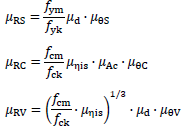 μRS = fym/fyk μd · μθS
μRC = fcm/fck · μηis · μAc · μθC
μRV = (fcm/fck · μηis)^1/3 · μd · μθV